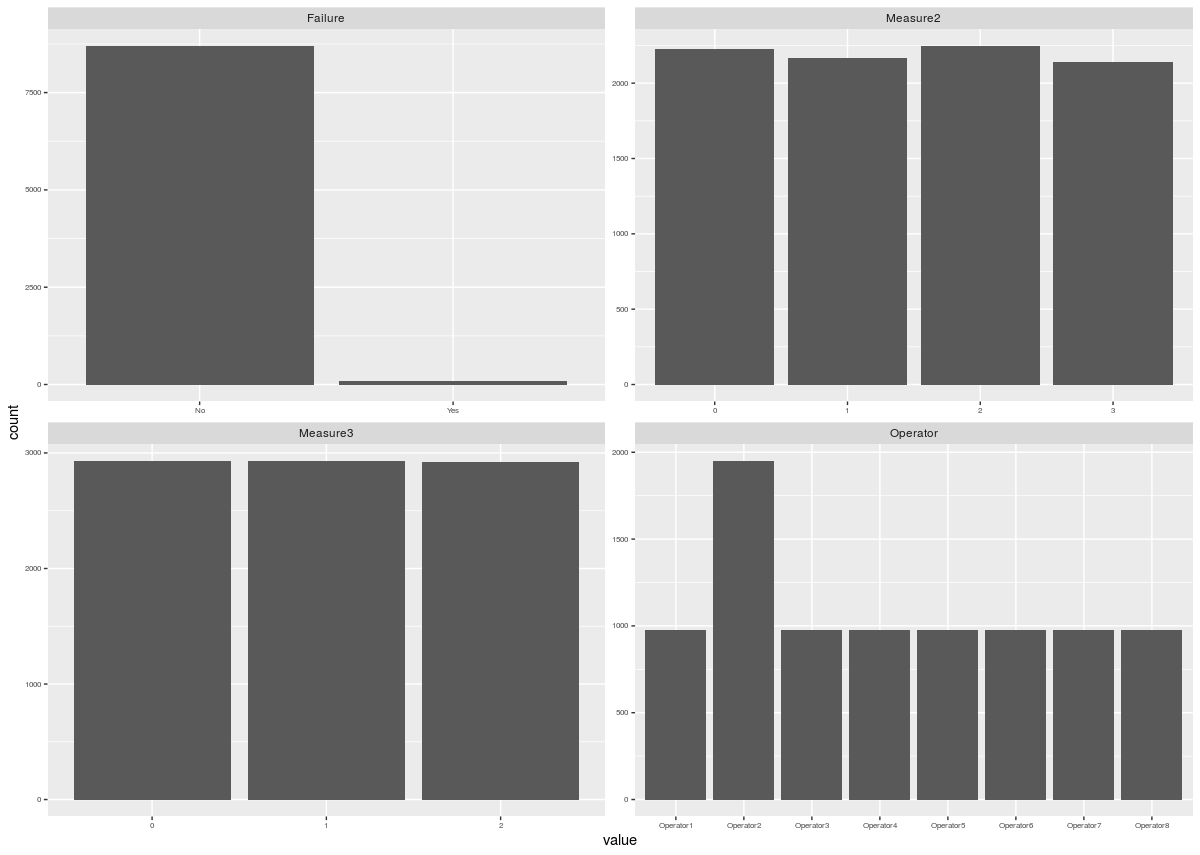 Failure
7500
5000
2500
0
No Yes
Measure2
2000
1500
1000
500
0
0 1 2 3
count
Measure3
3000
2000
1000
0
0 1 2
Operator
2000
1500
1000
500
0
Operator1 Operator2 Operator3 Operator4 Operator5 Operator6 Operator7 Operator8
value